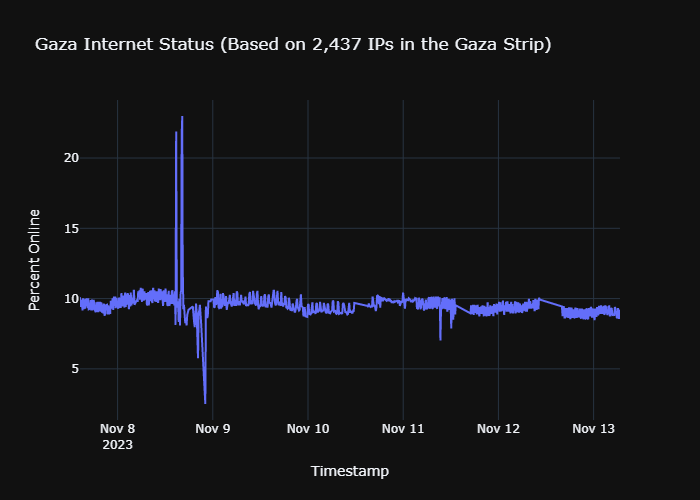 Gaza Internet Status (Based on 2,437 IPs in the Gaza Strip)
Percent Online
20
15
10
5
Nov 8
2023
Nov 9
Nov 10
Nov 11
Nov 12
Nov 13
Timestamp